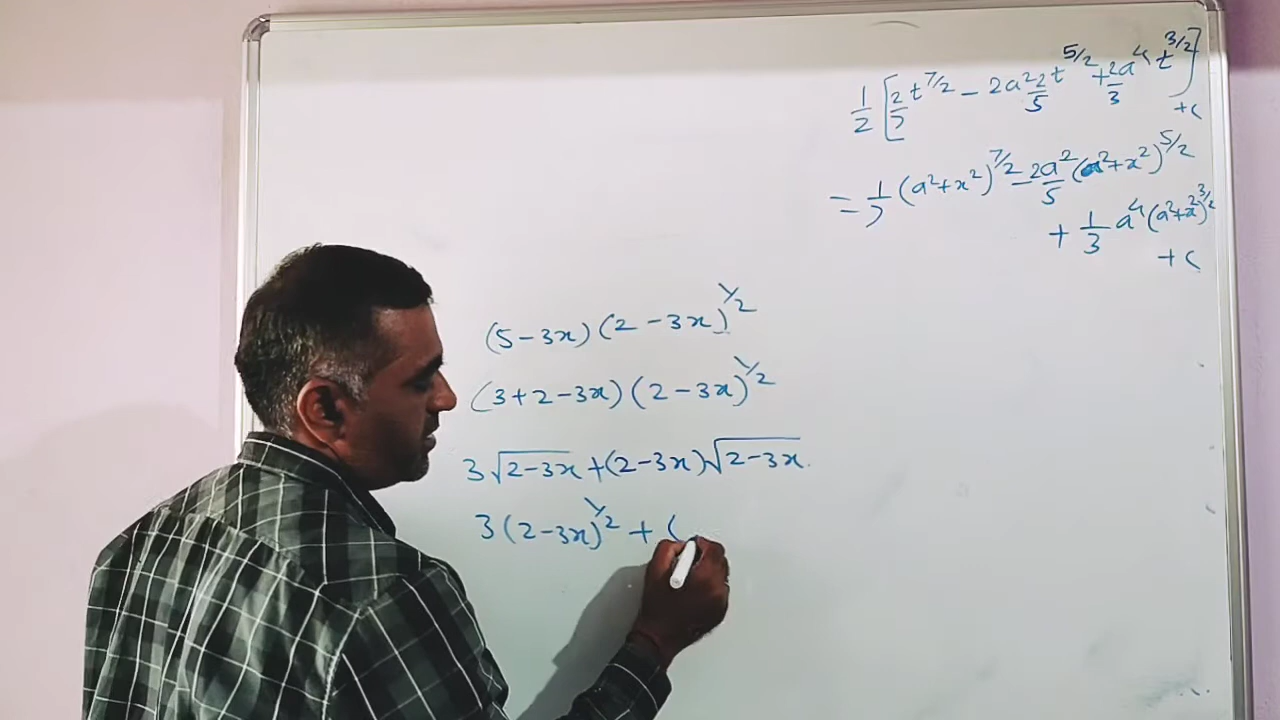 1/2 [2/7 t^7/2 − 2a² 2/5 t^5/2 + 2a⁴/3 t^3/2] + c
= 1/7 (a²+x²)^7/2 − 2a²/5 (a²+x²)^5/2
+ 1/3 a⁴ (a²+x²)^3/2
+ c
(5−3x)(2−3x)^1/2
(3+2−3x)(2−3x)^1/2
3√(2−3x) + (2−3x)√(2−3x).
3(2−3x)^1/2 + (